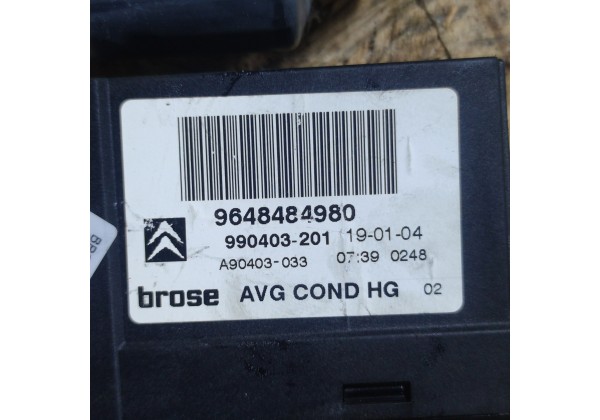 9648484980
990403-201 19-01-04
A90403-033 07:39 0248
brose AVG COND HG 02